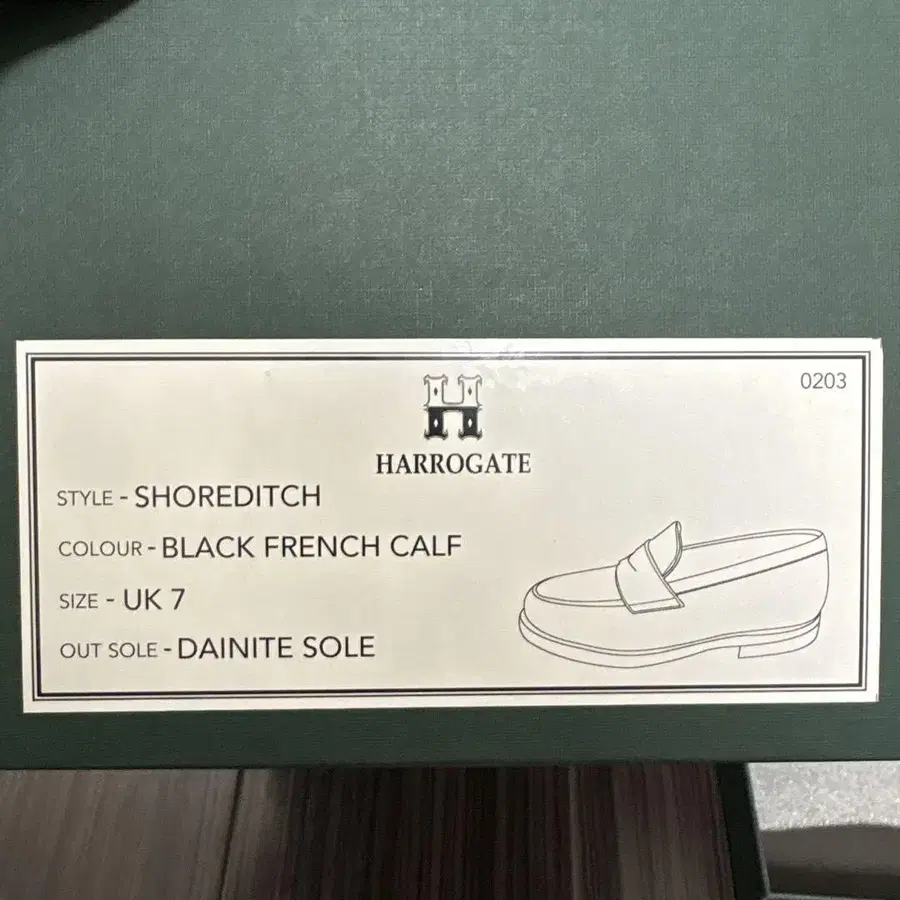 0203
HARROGATE
STYLE - SHOREDITCH
COLOUR - BLACK FRENCH CALF
SIZE - UK 7
OUT SOLE - DAINITE SOLE